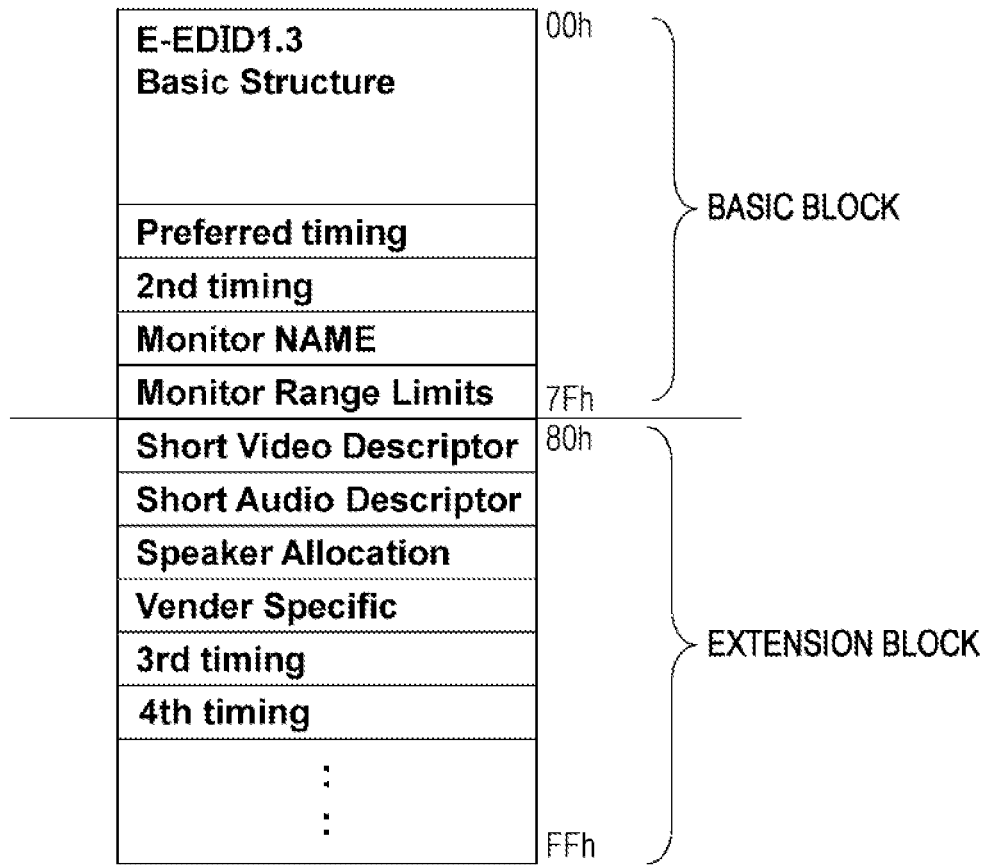 E-EDID1.3
Basic Structure
00h
Preferred timing
2nd timing
Monitor NAME
Monitor Range Limits
7Fh
BASIC BLOCK
80h
Short Video Descriptor
Short Audio Descriptor
Speaker Allocation
Vender Specific
3rd timing
4th timing
:
:
FFh
EXTENSION BLOCK